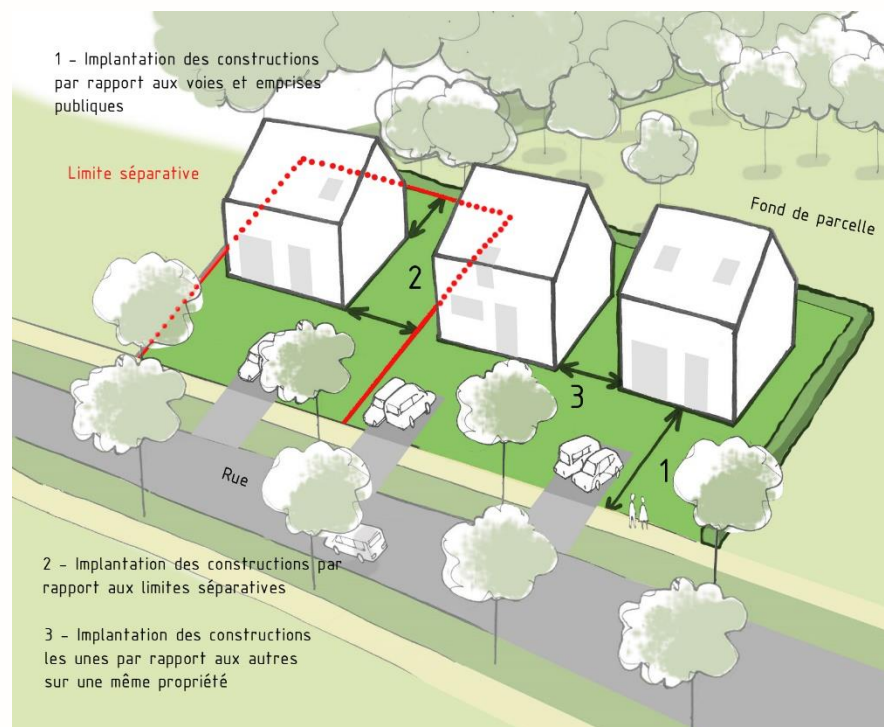 1 - Implantation des constructions
par rapport aux voies et emprises
publiques
Limite séparative
Fond de parcelle
2
3
1
Rue
2 - Implantation des constructions par
rapport aux limites séparatives
3 - Implantation des constructions
les unes par rapport aux autres
sur une même propriété